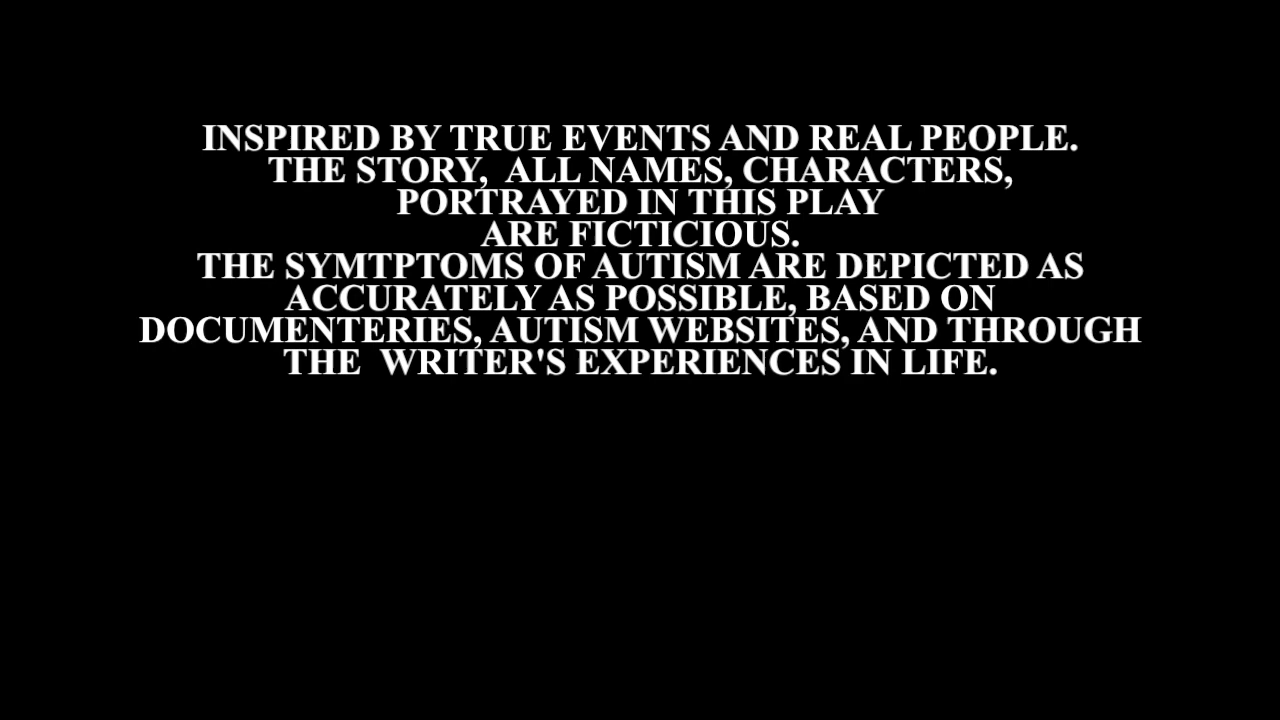 INSPIRED BY TRUE EVENTS AND REAL PEOPLE.
THE STORY,  ALL NAMES, CHARACTERS,
PORTRAYED IN THIS PLAY
ARE FICTICIOUS.
THE SYMTPTOMS OF AUTISM ARE DEPICTED AS
ACCURATELY AS POSSIBLE, BASED ON
DOCUMENTERIES, AUTISM WEBSITES, AND THROUGH
THE  WRITER'S EXPERIENCES IN LIFE.